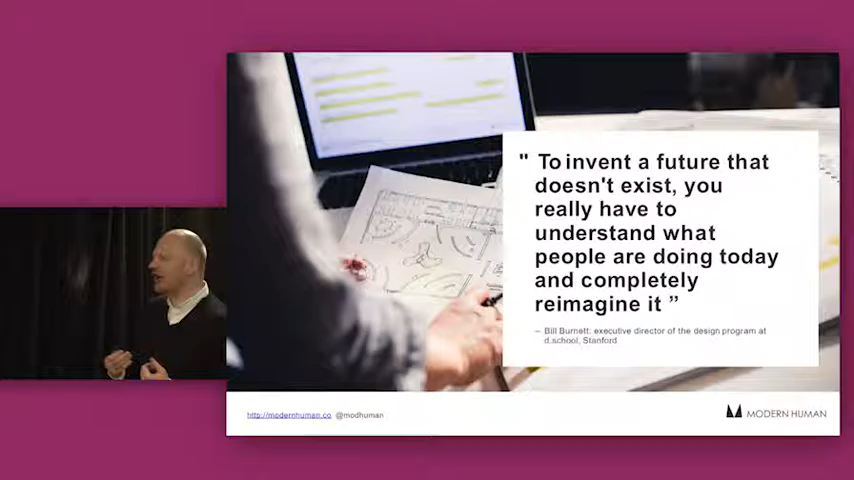 " To invent a future that
doesn't exist, you
really have to
understand what
people are doing today
and completely
reimagine it ”
– Bill Burnett: executive director of the design program at
d.school, Stanford
http://modernhuman.co @modhuman
MODERN HUMAN